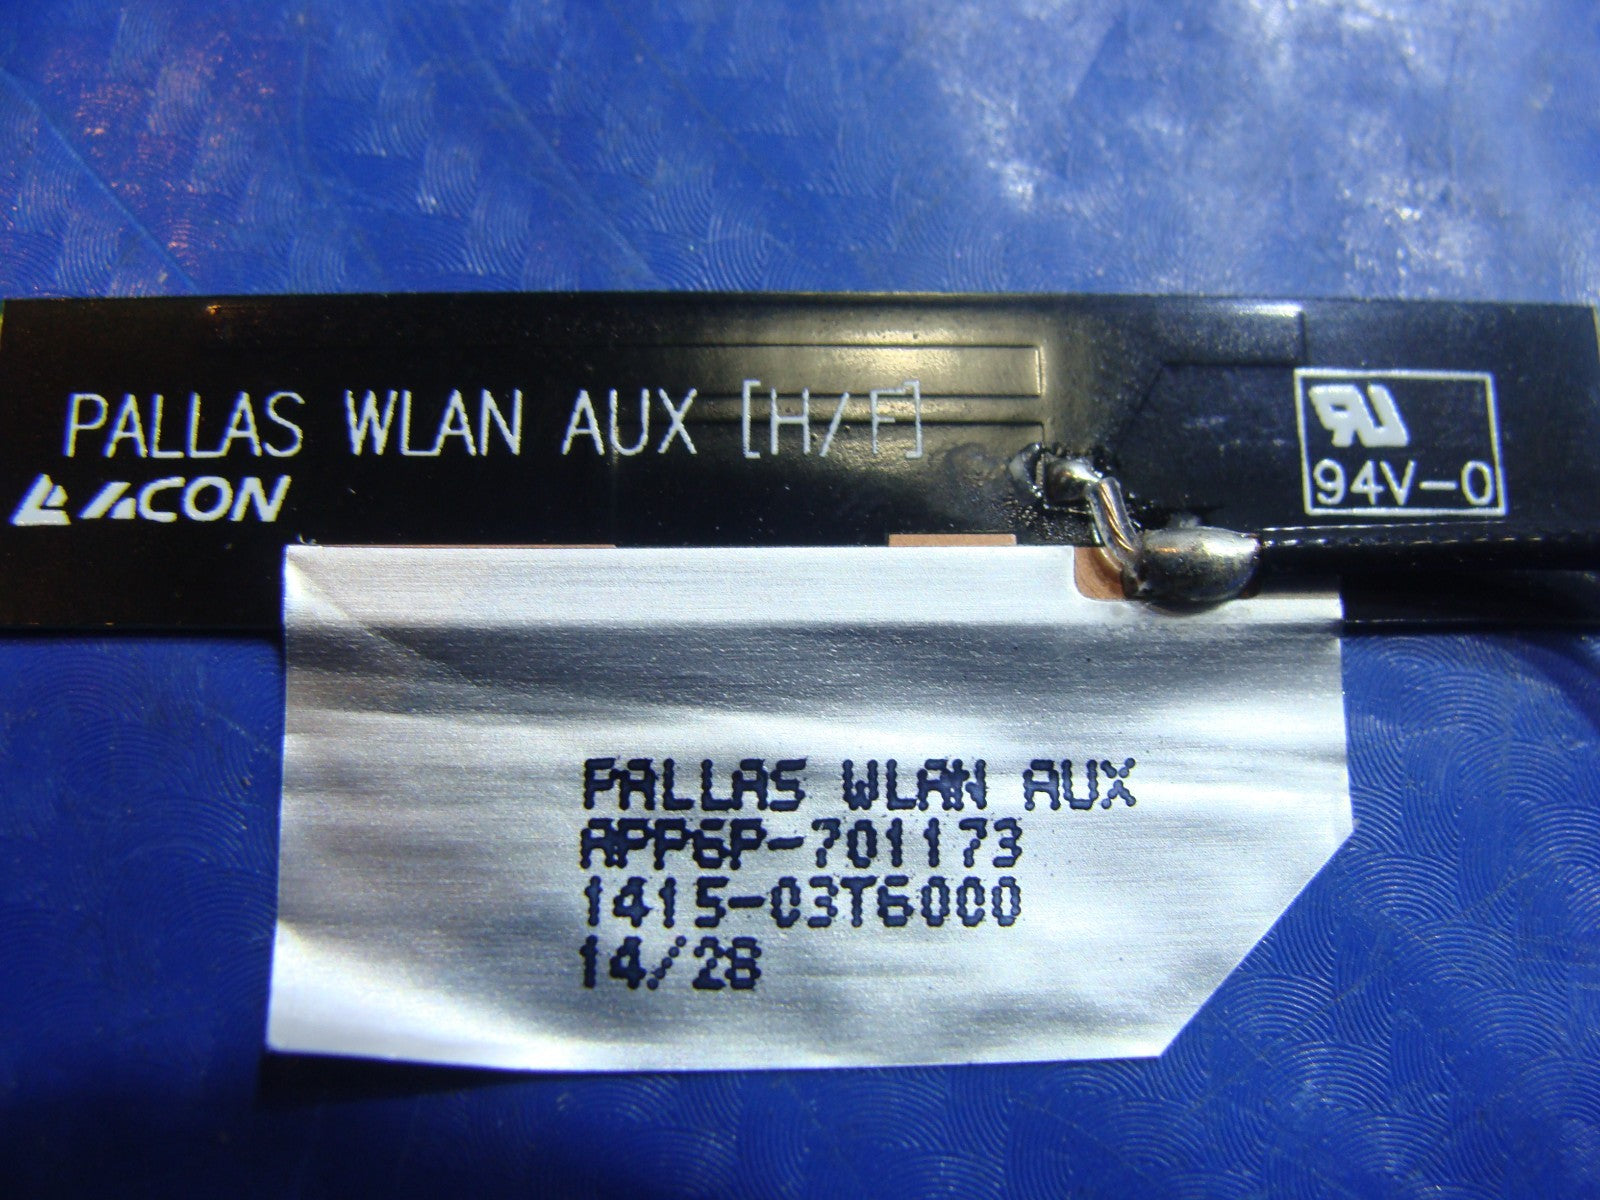 PALLAS WLAN AUX [H/F]
ACON
94V-0
PALLAS WLAN AUX
APP6P-701173
1415-03T6000
14/28